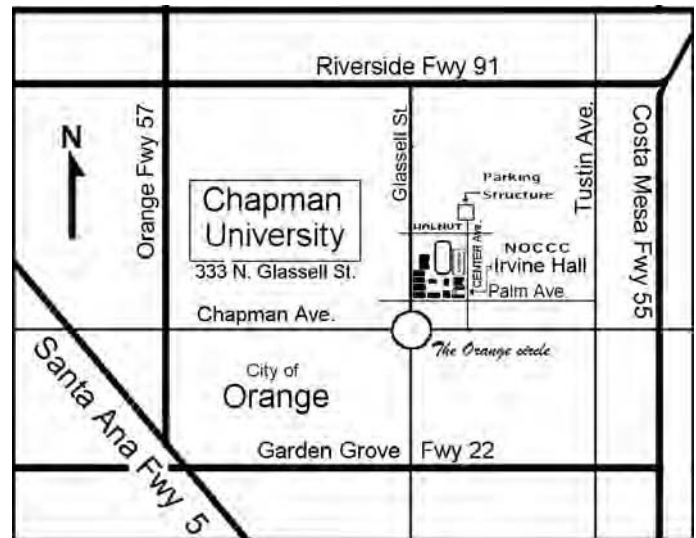 Riverside Fwy 91
N
Orange Fwy 57
Glassell St.
Tustin Ave.
Costa Mesa Fwy 55
Parking
Structure
Chapman
University
333 N. Glassell St.
WALNUT
CENTER Ave.
NOCCC
Irvine Hall
Palm Ave.
Chapman Ave.
The Orange circle
City of
Orange
Santa Ana Fwy 5
Garden Grove Fwy 22